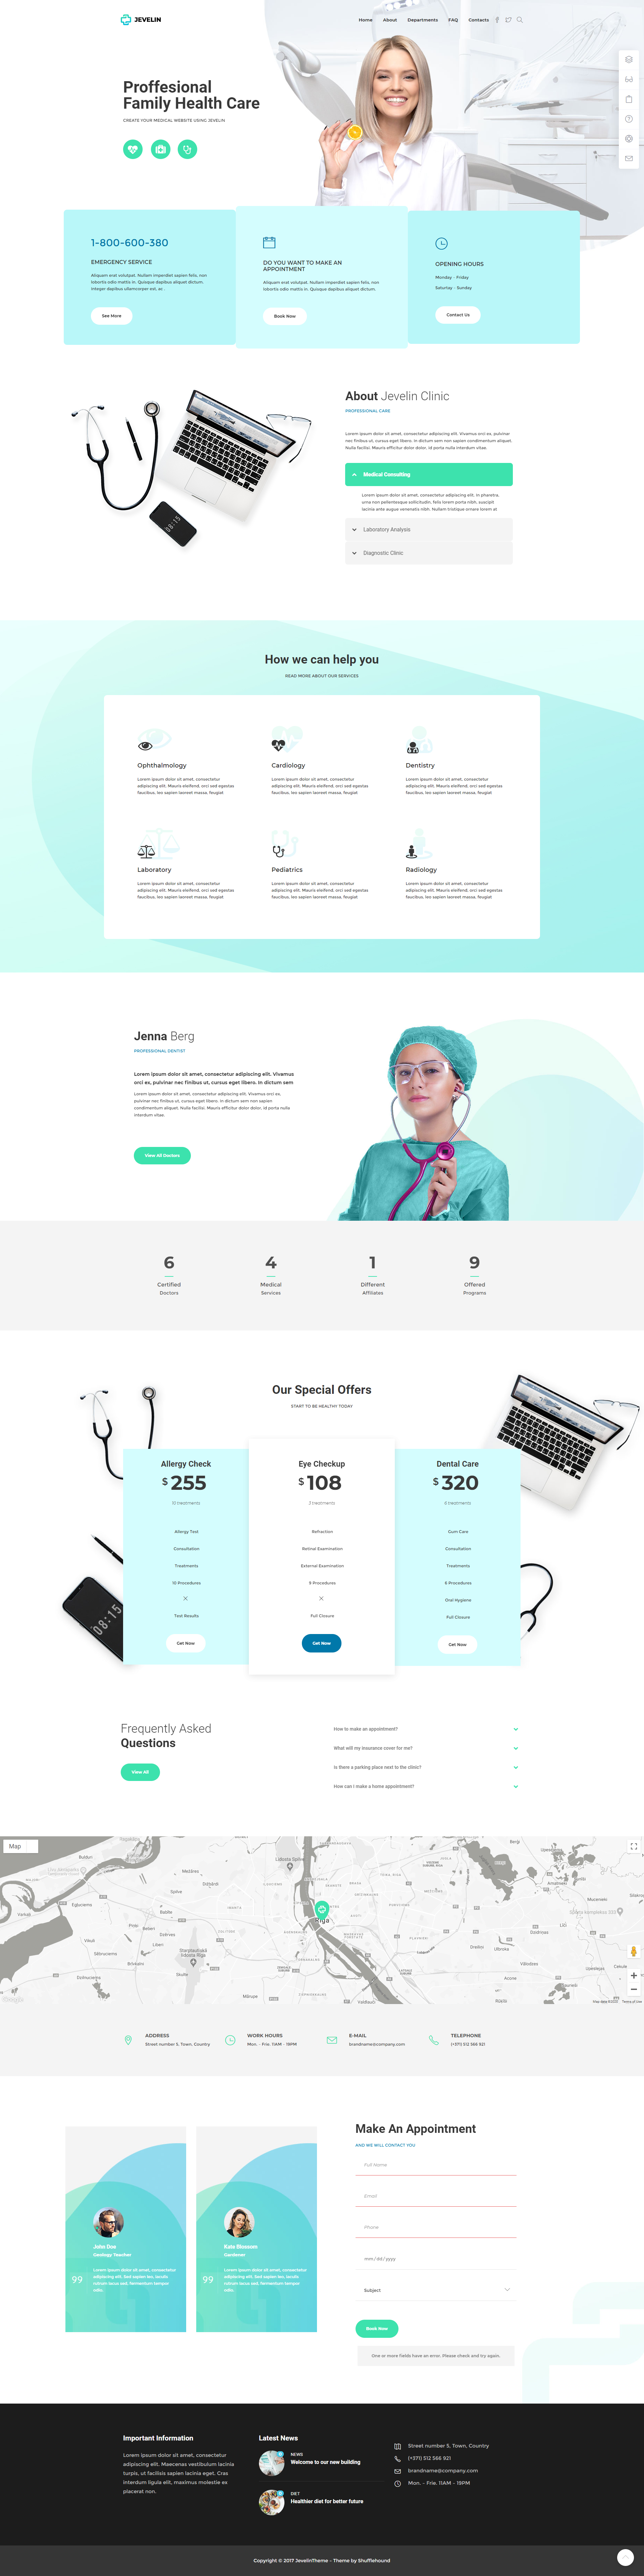 JEVELIN
Home About Departments FAQ Contacts
Proffesional
Family Health Care
CREATE YOUR MEDICAL WEBSITE USING JEVELIN
1-800-600-380
EMERGENCY SERVICE
Aliquam erat volutpat. Nullam imperdiet sapien felis, non
lobortis odio mattis in. Quisque dapibus aliquet dictum.
Integer dapibus ullamcorper est, ac .
See More
DO YOU WANT TO MAKE AN
APPOINTMENT
Aliquam erat volutpat. Nullam imperdiet sapien felis, non
lobortis odio mattis in. Quisque dapibus aliquet dictum.
Book Now
OPENING HOURS
Monday - Friday
Saturtay - Sunday
Contact Us
About Jevelin Clinic
PROFESSIONAL CARE
Lorem ipsum dolor sit amet, consectetur adipiscing elit. Vivamus orci ex, pulvinar
nec finibus ut, cursus eget libero. In dictum sem non sapien condimentum aliquet.
Nulla facilisi. Mauris efficitur dolor dolor, id porta nulla interdum vitae.
Medical Consulting
Lorem ipsum dolor sit amet, consectetur adipiscing elit. In pharetra,
urna non pellentesque sollicitudin, felis lorem porta nibh, suscipit
lacinia ante augue venenatis nibh. Nullam tristique ornare lorem at
Laboratory Analysis
Diagnostic Clinic
08:15
How we can help you
READ MORE ABOUT OUR SERVICES
Ophthalmology
Lorem ipsum dolor sit amet, consectetur
adipiscing elit. Mauris eleifend, orci sed egestas
faucibus, leo sapien laoreet massa, feugiat
Cardiology
Lorem ipsum dolor sit amet, consectetur
adipiscing elit. Mauris eleifend, orci sed egestas
faucibus, leo sapien laoreet massa, feugiat
Dentistry
Lorem ipsum dolor sit amet, consectetur
adipiscing elit. Mauris eleifend, orci sed egestas
faucibus, leo sapien laoreet massa, feugiat
Laboratory
Lorem ipsum dolor sit amet, consectetur
adipiscing elit. Mauris eleifend, orci sed egestas
faucibus, leo sapien laoreet massa, feugiat
Pediatrics
Lorem ipsum dolor sit amet, consectetur
adipiscing elit. Mauris eleifend, orci sed egestas
faucibus, leo sapien laoreet massa, feugiat
Radiology
Lorem ipsum dolor sit amet, consectetur
adipiscing elit. Mauris eleifend, orci sed egestas
faucibus, leo sapien laoreet massa, feugiat
Jenna Berg
PROFESSIONAL DENTIST
Lorem ipsum dolor sit amet, consectetur adipiscing elit. Vivamus
orci ex, pulvinar nec finibus ut, cursus eget libero. In dictum sem
Lorem ipsum dolor sit amet, consectetur adipiscing elit. Vivamus orci ex,
pulvinar nec finibus ut, cursus eget libero. In dictum sem non sapien
condimentum aliquet. Nulla facilisi. Mauris efficitur dolor dolor, id porta nulla
interdum vitae.
View All Doctors
6
Certified
Doctors
4
Medical
Services
1
Different
Affiliates
9
Offered
Programs
Our Special Offers
START TO BE HEALTHY TODAY
Allergy Check
$ 255
10 treatments
Allergy Test
Consultation
Treatments
10 Procedures
Test Results
Get Now
Eye Checkup
$ 108
3 treatments
Refraction
Retinal Examination
External Examination
9 Procedures
Full Closure
Get Now
Dental Care
$ 320
6 treatments
Gum Care
Consultation
Treatments
6 Procedures
Oral Hygiene
Full Closure
Get Now
08:15
Frequently Asked
Questions
View All
How to make an appointment?
What will my insurance cover for me?
Is there a parking place next to the clinic?
How can i make a home appointment?
Map
Rīga
Mārupe
Ulbroka
Dreiliņi
Piņķi
Babīte
Spilve
ADDRESS
Street number 5, Town, Country
WORK HOURS
Mon. - Frie. 11AM - 19PM
E-MAIL
brandname@company.com
TELEPHONE
(+371) 512 566 921
John Doe
Geology Teacher
Lorem ipsum dolor sit amet, consectetur
adipiscing elit. Sed sapien leo, iaculis
rutrum lacus sed, fermentum tempor
odio.
Kate Blossom
Gardener
Lorem ipsum dolor sit amet, consectetur
adipiscing elit. Sed sapien leo, iaculis
rutrum lacus sed, fermentum tempor
odio.
Make An Appointment
AND WE WILL CONTACT YOU
Full Name
Email
Phone
mm/dd/yyyy
Subject
Book Now
One or more fields have an error. Please check and try again.
Important Information
Lorem ipsum dolor sit amet, consectetur
adipiscing elit. Maecenas vestibulum lacinia
turpis, ut facilisis sapien lacinia eget. Cras
interdum ligula elit, maximus molestie ex
placerat non.
Latest News
NEWS
Welcome to our new building
DIET
Healthier diet for better future
Street number 5, Town, Country
(+371) 512 566 921
brandname@company.com
Mon. - Frie. 11AM - 19PM
Copyright © 2017 JevelinTheme - Theme by Shufflehound